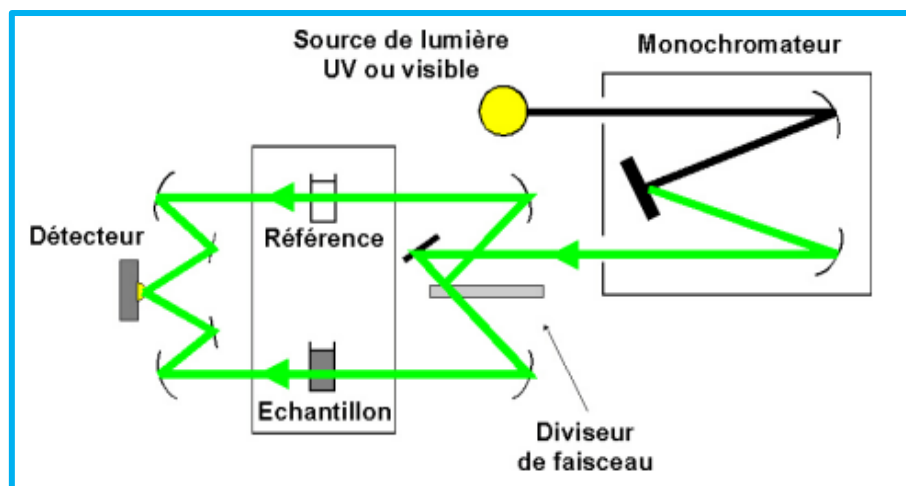 Source de lumière
UV ou visible
Monochromateur
Détecteur
Référence
Echantillon
Diviseur
de faisceau